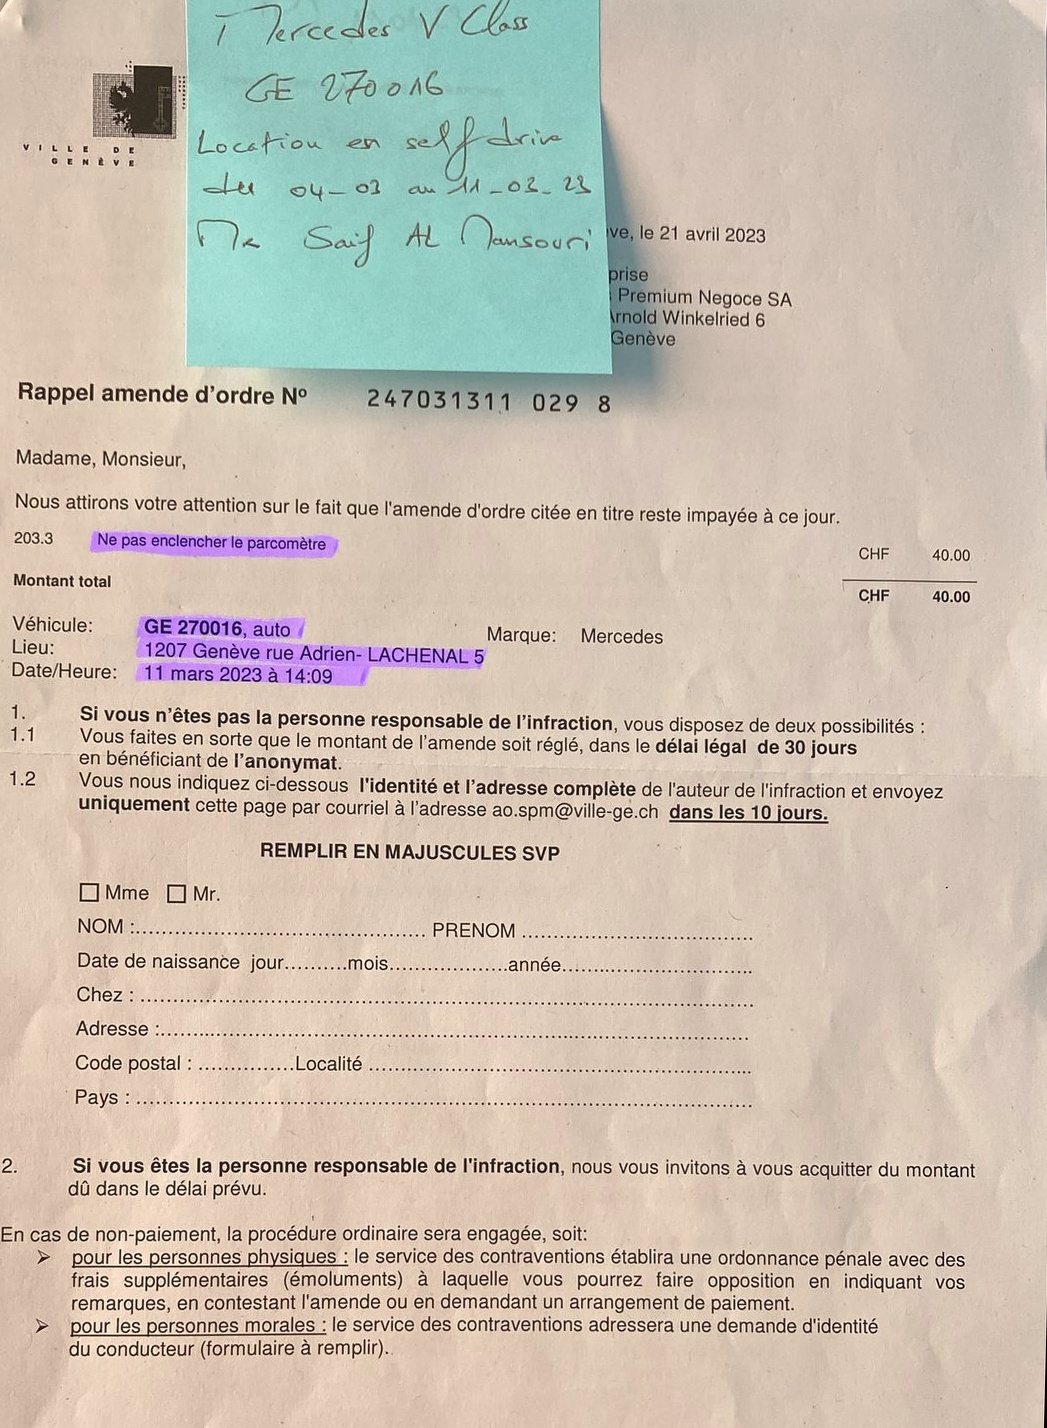 Mercedes V Class
GE 270016
Location en self drive
du 04-03 au 11-03-23
Mr Saif Al Mansouri
VILLE DE
GENÈVE
ve, le 21 avril 2023
prise
Premium Negoce SA
Arnold Winkelried 6
Genève
Rappel amende d'ordre Nº 247031311 029 8
Madame, Monsieur,
Nous attirons votre attention sur le fait que l'amende d'ordre citée en titre reste impayée à ce jour.
203.3 Ne pas enclencher le parcomètre CHF 40.00
Montant total CHF 40.00
Véhicule: GE 270016, auto Marque: Mercedes
Lieu: 1207 Genève rue Adrien- LACHENAL 5
Date/Heure: 11 mars 2023 à 14:09
1. Si vous n'êtes pas la personne responsable de l'infraction, vous disposez de deux possibilités :
1.1 Vous faites en sorte que le montant de l'amende soit réglé, dans le délai légal de 30 jours
en bénéficiant de l'anonymat.
1.2 Vous nous indiquez ci-dessous l'identité et l'adresse complète de l'auteur de l'infraction et envoyez
uniquement cette page par courriel à l'adresse ao.spm@ville-ge.ch dans les 10 jours.
REMPLIR EN MAJUSCULES SVP
Mme Mr.
NOM :.................................................. PRENOM ........................................
Date de naissance jour..........mois....................année................................
Chez : ..........................................................................................................
Adresse :......................................................................................................
Code postal : ...............Localité ..................................................................
Pays : ..........................................................................................................
2. Si vous êtes la personne responsable de l'infraction, nous vous invitons à vous acquitter du montant
dû dans le délai prévu.
En cas de non-paiement, la procédure ordinaire sera engagée, soit:
➢ pour les personnes physiques : le service des contraventions établira une ordonnance pénale avec des
frais supplémentaires (émoluments) à laquelle vous pourrez faire opposition en indiquant vos
remarques, en contestant l'amende ou en demandant un arrangement de paiement.
➢ pour les personnes morales : le service des contraventions adressera une demande d'identité
du conducteur (formulaire à remplir).